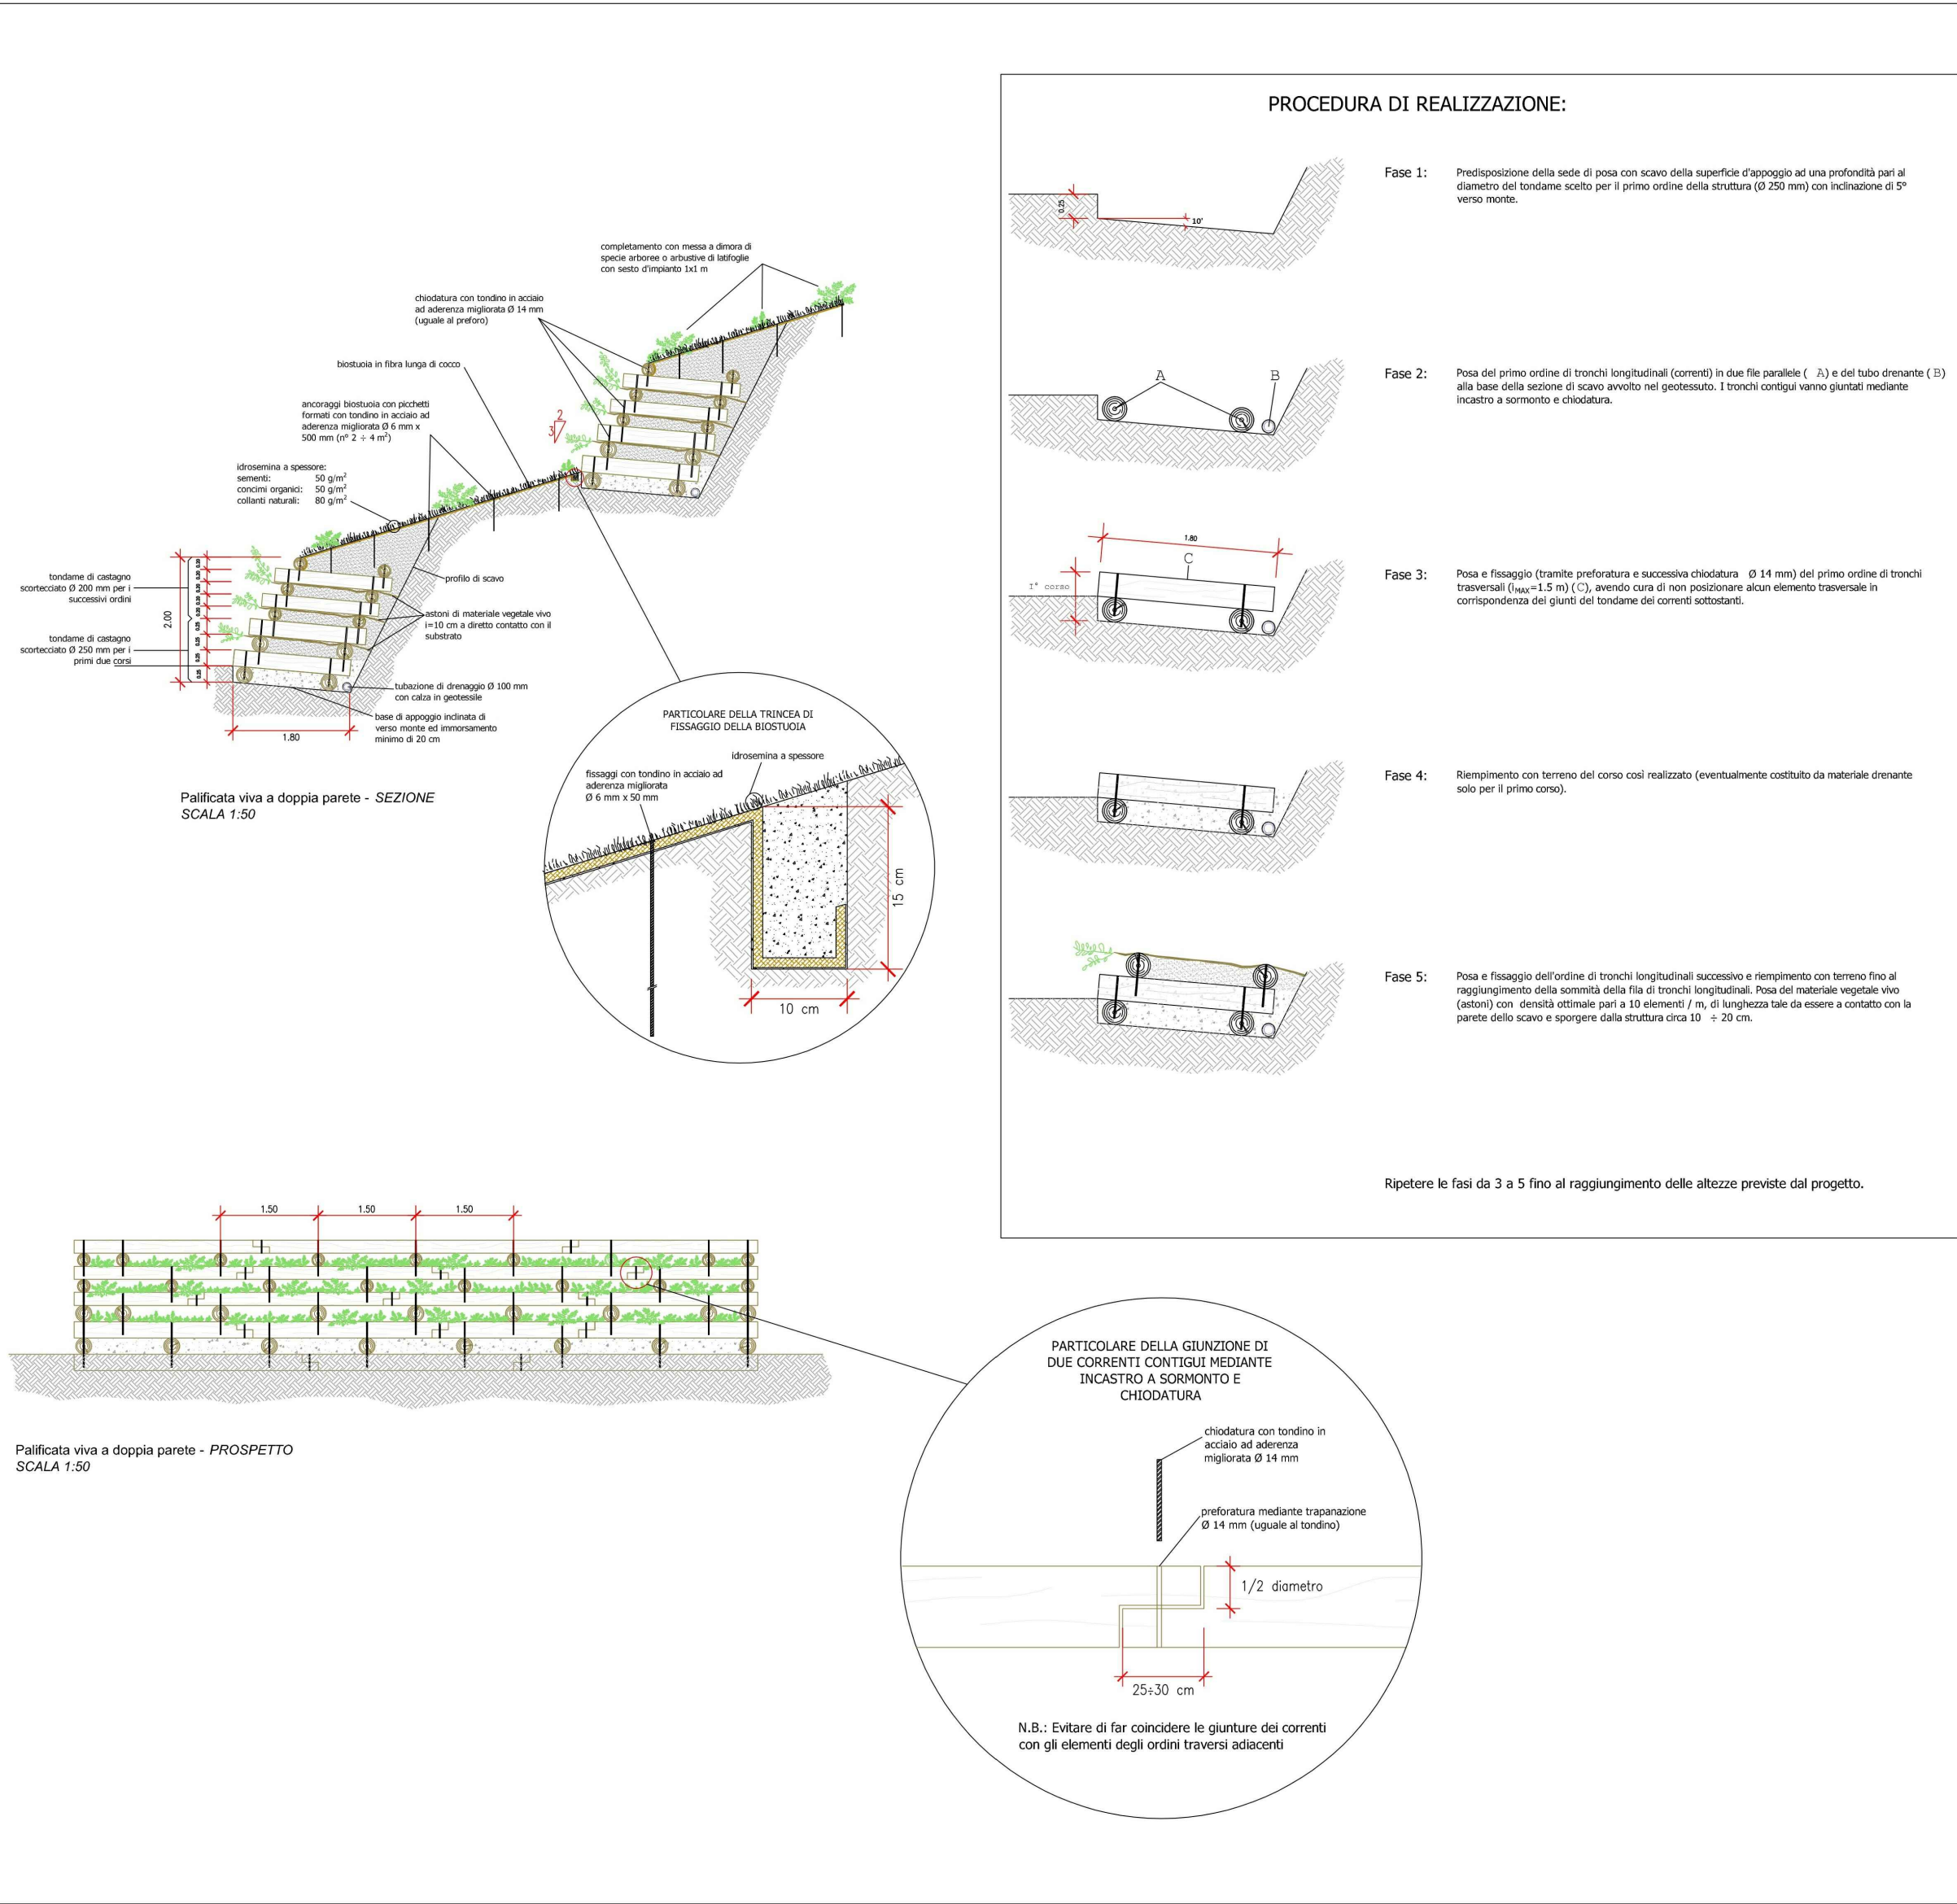 completamento con messa a dimora di
specie arboree o arbustive di latifoglie
con sesto d'impianto 1x1 m
chiodatura con tondino in acciaio
ad aderenza migliorata Ø 14 mm
(uguale al preforo)
biostuoia in fibra lunga di cocco
ancoraggi biostuoia con picchetti
formati con tondino in acciaio ad
aderenza migliorata Ø 6 mm x
500 mm (n° 2 ÷ 4 m²)
2
3
idrosemina a spessore:
sementi: 50 g/m²
concimi organici: 50 g/m²
collanti naturali: 80 g/m²
tondame di castagno
scortecciato Ø 200 mm per i
successivi ordini
tondame di castagno
scortecciato Ø 250 mm per i
primi due corsi
2.00
0.20
0.20
0.20
0.20
0.20
0.25
0.25
0.25
0.25
1.80
profilo di scavo
astoni di materiale vegetale vivo
i=10 cm a diretto contatto con il
substrato
tubazione di drenaggio Ø 100 mm
con calza in geotessile
base di appoggio inclinata di
verso monte ed immorsamento
minimo di 20 cm
Palificata viva a doppia parete - SEZIONE
SCALA 1:50
PARTICOLARE DELLA TRINCEA DI
FISSAGGIO DELLA BIOSTUOIA
idrosemina a spessore
fissaggi con tondino in acciaio ad
aderenza migliorata
Ø 6 mm x 50 mm
15 cm
10 cm
PROCEDURA DI REALIZZAZIONE:
0.25
10'
Fase 1:
Predisposizione della sede di posa con scavo della superficie d'appoggio ad una profondità pari al
diametro del tondame scelto per il primo ordine della struttura (Ø 250 mm) con inclinazione di 5°
verso monte.
A
B
Fase 2:
Posa del primo ordine di tronchi longitudinali (correnti) in due file parallele ( A) e del tubo drenante ( B)
alla base della sezione di scavo avvolto nel geotessuto. I tronchi contigui vanno giuntati mediante
incastro a sormonto e chiodatura.
1.80
C
I° corso
Fase 3:
Posa e fissaggio (tramite preforatura e successiva chiodatura Ø 14 mm) del primo ordine di tronchi
trasversali (iMAX=1.5 m) (C), avendo cura di non posizionare alcun elemento trasversale in
corrispondenza dei giunti del tondame dei correnti sottostanti.
Fase 4:
Riempimento con terreno del corso così realizzato (eventualmente costituito da materiale drenante
solo per il primo corso).
Fase 5:
Posa e fissaggio dell'ordine di tronchi longitudinali successivo e riempimento con terreno fino al
raggiungimento della sommità della fila di tronchi longitudinali. Posa del materiale vegetale vivo
(astoni) con densità ottimale pari a 10 elementi / m, di lunghezza tale da essere a contatto con la
parete dello scavo e sporgere dalla struttura circa 10 ÷ 20 cm.
Ripetere le fasi da 3 a 5 fino al raggiungimento delle altezze previste dal progetto.
1.50
1.50
1.50
Palificata viva a doppia parete - PROSPETTO
SCALA 1:50
PARTICOLARE DELLA GIUNZIONE DI
DUE CORRENTI CONTIGUI MEDIANTE
INCASTRO A SORMONTO E
CHIODATURA
chiodatura con tondino in
acciaio ad aderenza
migliorata Ø 14 mm
preforatura mediante trapanazione
Ø 14 mm (uguale al tondino)
1/2 diametro
25÷30 cm
N.B.: Evitare di far coincidere le giunture dei correnti
con gli elementi degli ordini traversi adiacenti